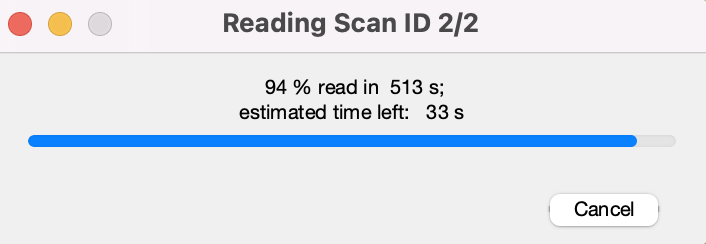 Reading Scan ID 2/2
94 % read in  513 s;
estimated time left:   33 s
Cancel